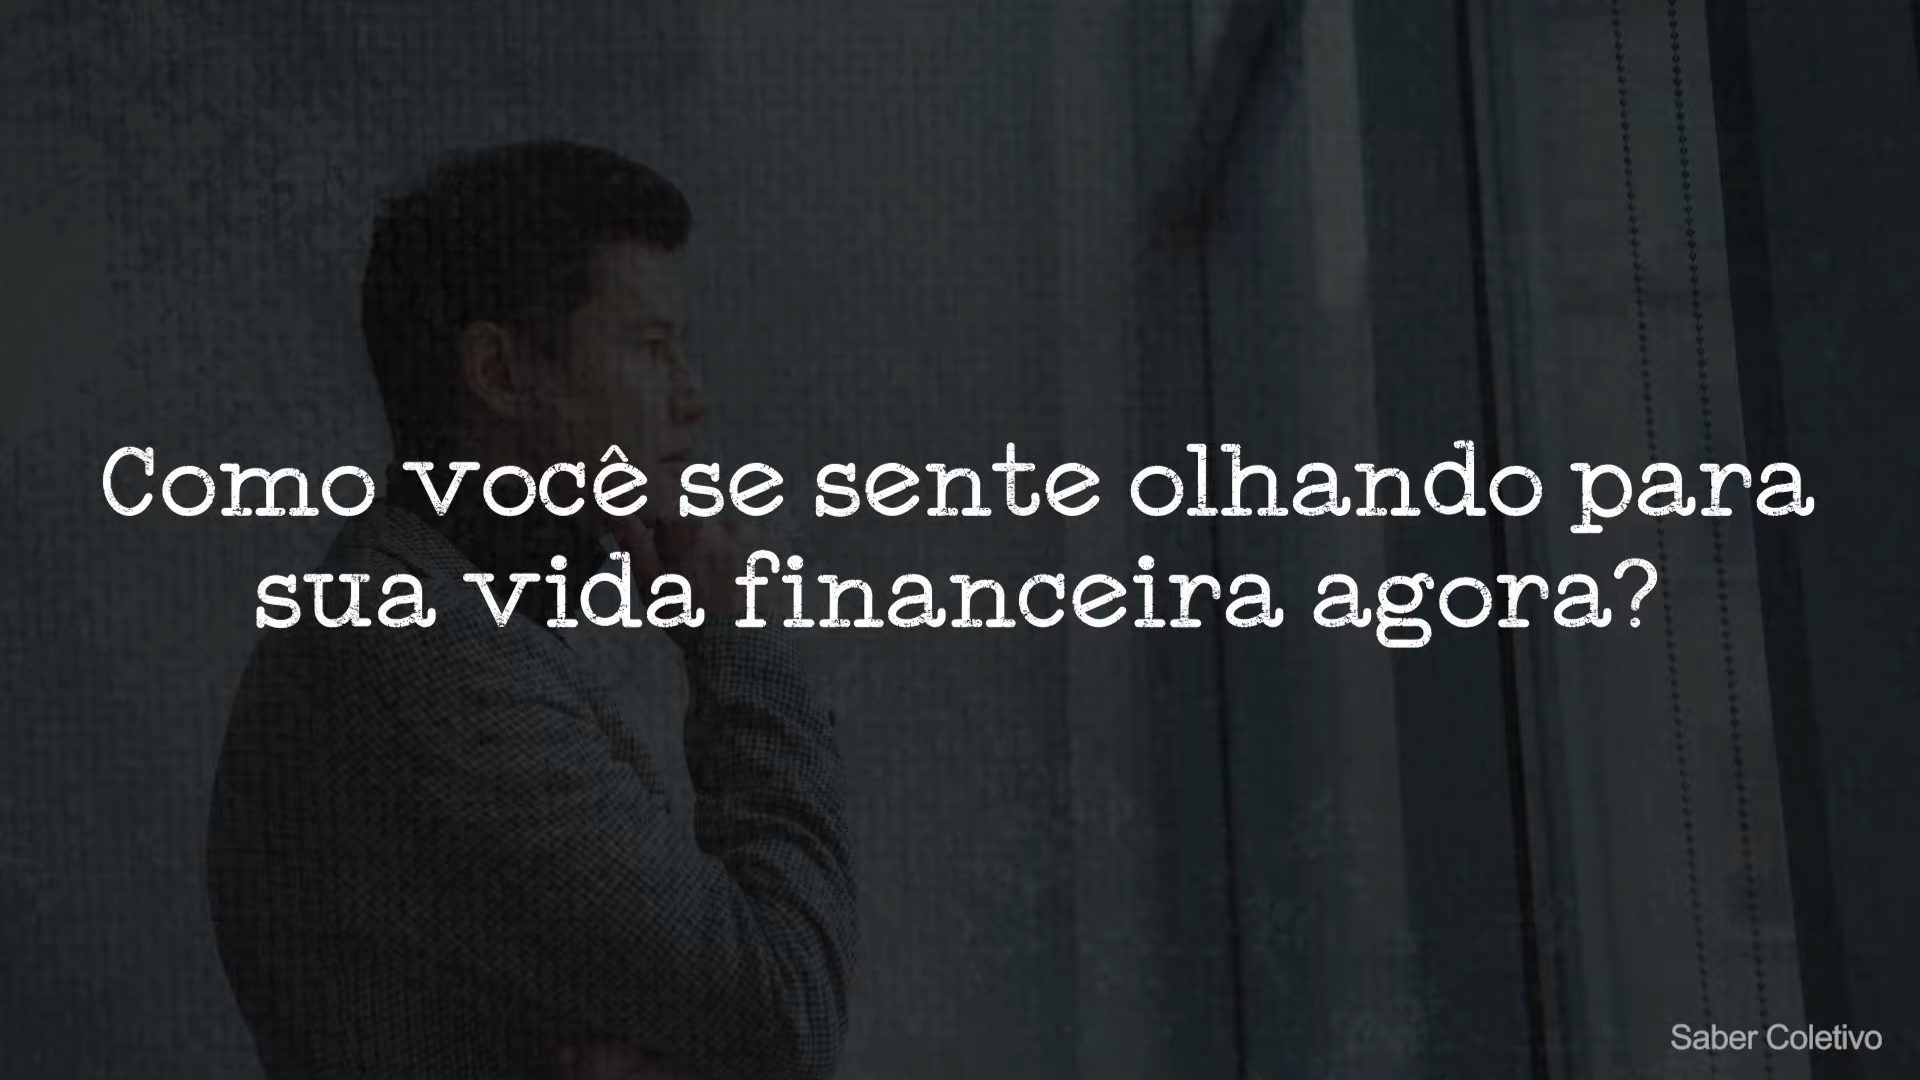 Como você se sente olhando para
sua vida financeira agora?
Saber Coletivo